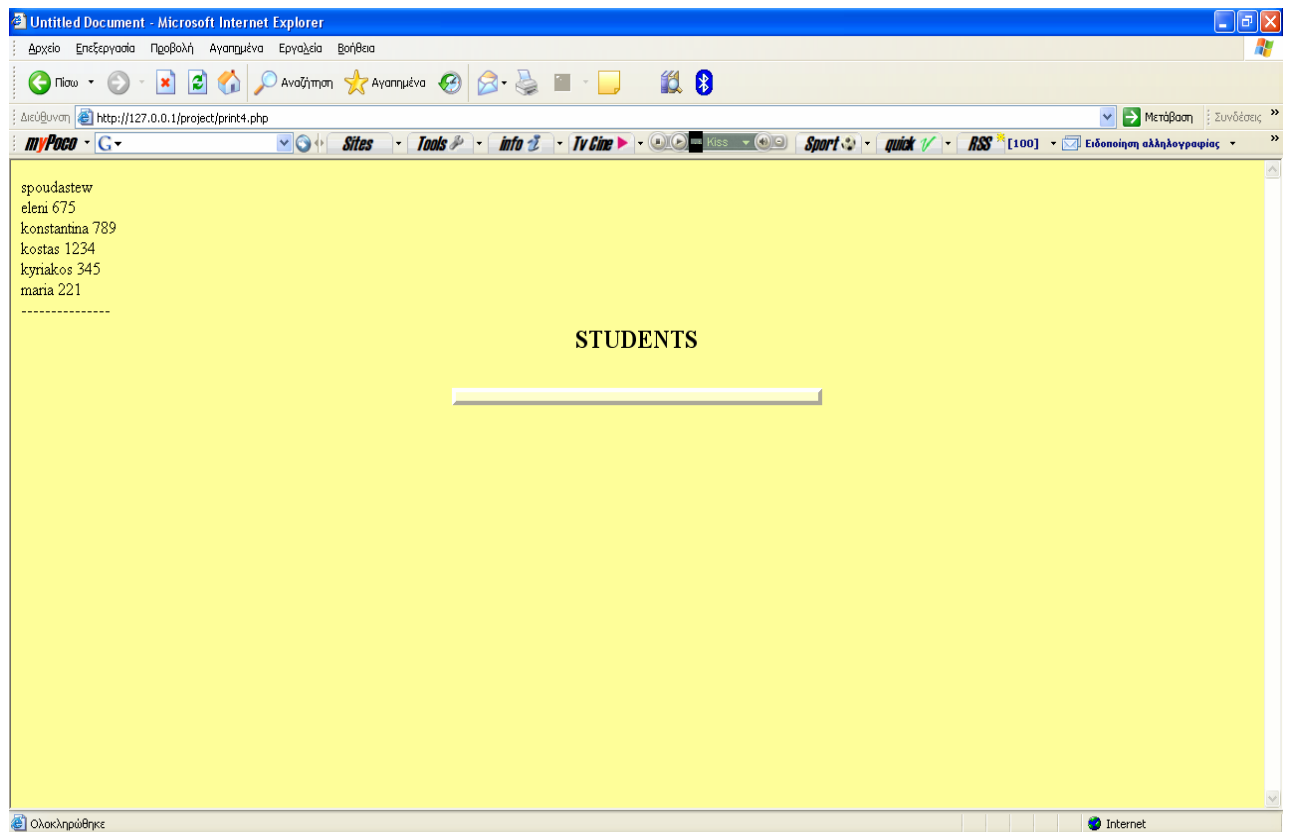 Untitled Document - Microsoft Internet Explorer
Αρχείο Επεξεργασία Προβολή Αγαπημένα Εργαλεία Βοήθεια
Πίσω Αναζήτηση Αγαπημένα
Διεύθυνση http://127.0.0.1/project/print4.php Μετάβαση Συνδέσεις »
myPoco G Sites Tools info Tv Cine Kiss Sport quick RSS [100] Ειδοποίηση αλληλογραφίας »
spoudastew
eleni 675
konstantina 789
kostas 1234
kyriakos 345
maria 221
---------------
STUDENTS
Ολοκληρώθηκε Internet